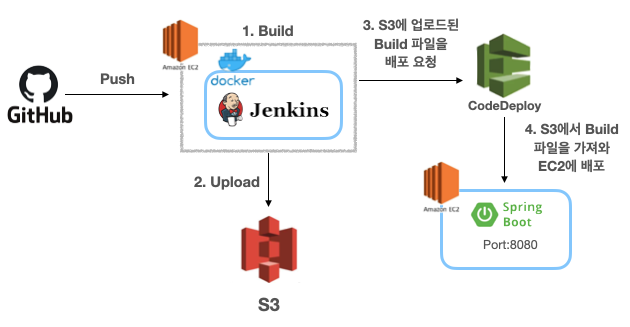 1. Build
3. S3에 업로드된
Build 파일을
배포 요청
Amazon EC2
docker
Push
GitHub
Jenkins
CodeDeploy
4. S3에서 Build
파일을 가져와
EC2에 배포
2. Upload
Amazon EC2
Spring
Boot
Port:8080
S3